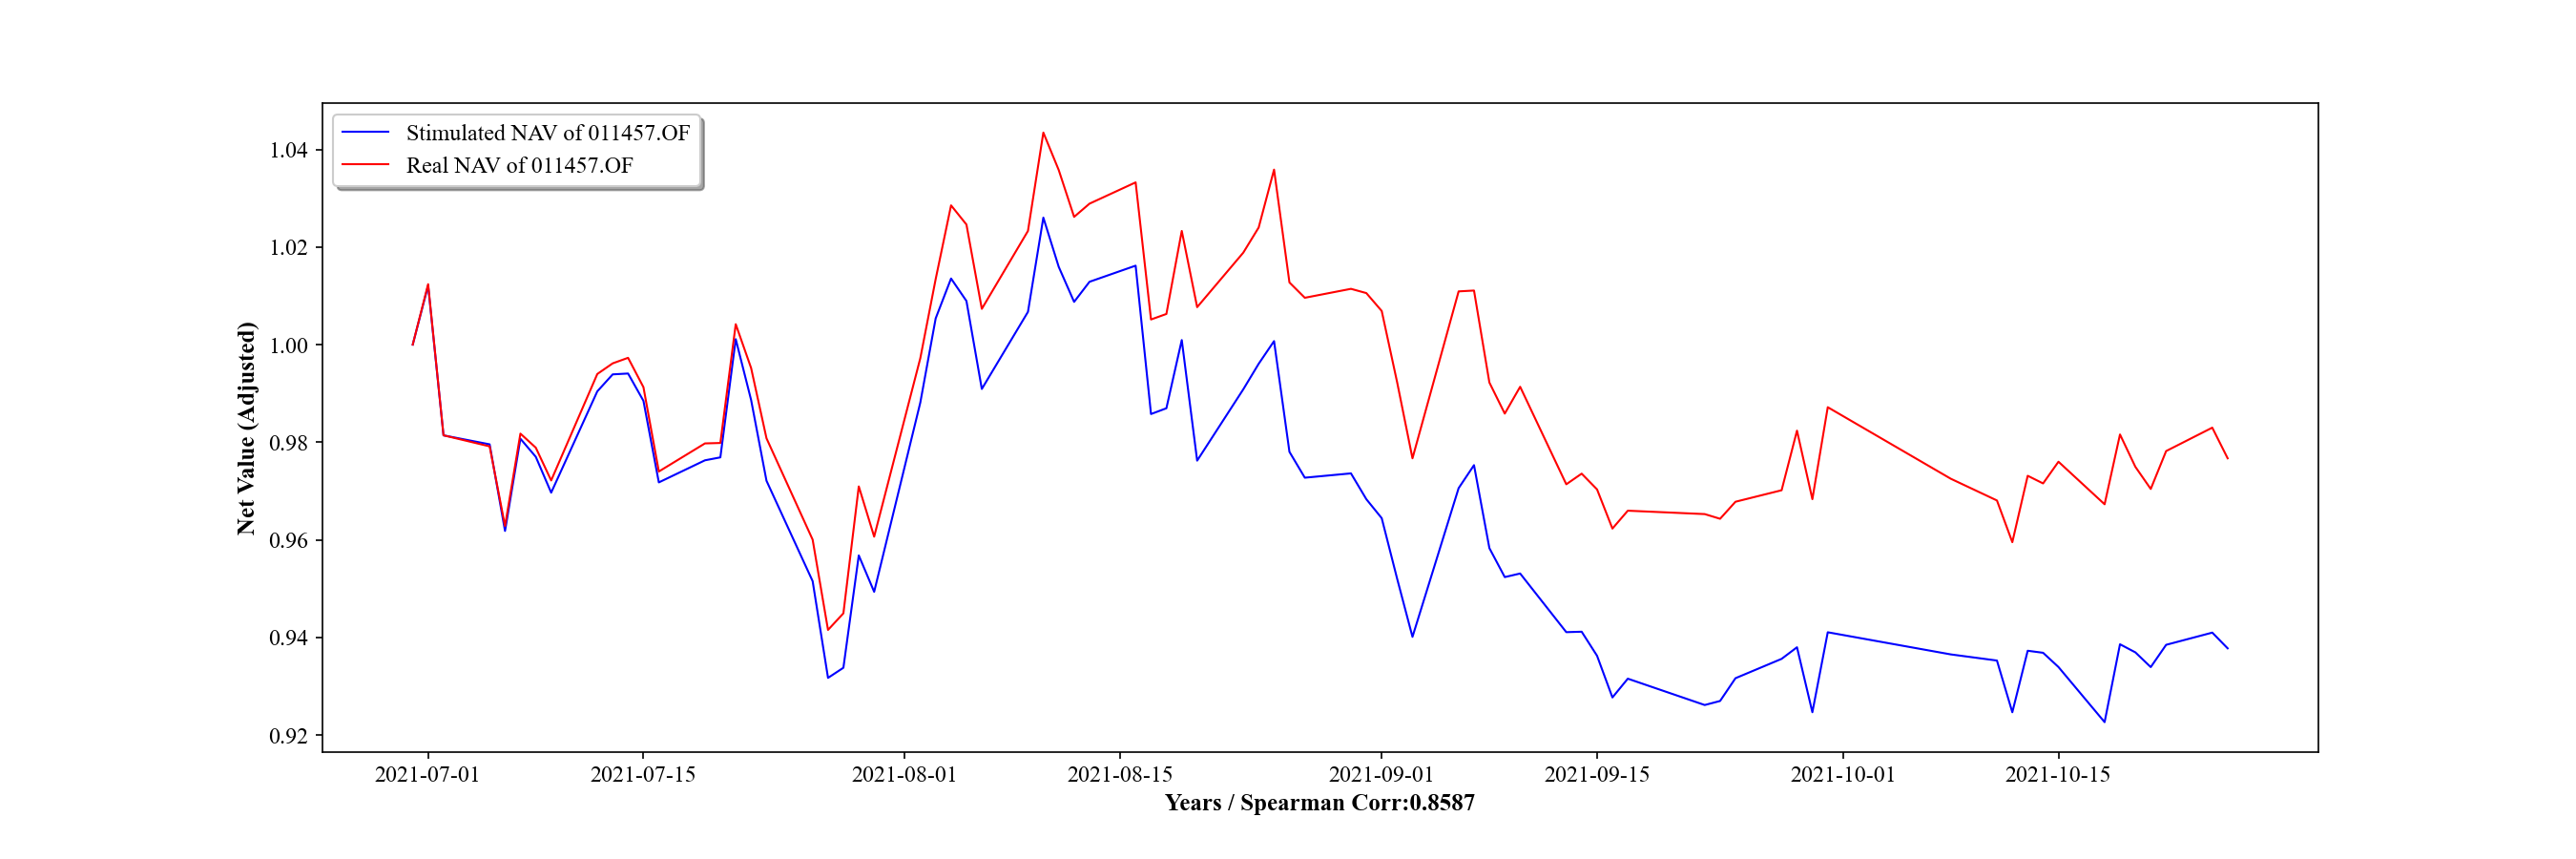 Stimulated NAV of 011457.OF
Real NAV of 011457.OF
Net Value (Adjusted)
1.04
1.02
1.00
0.98
0.96
0.94
0.92
2021-07-01 2021-07-15 2021-08-01 2021-08-15 2021-09-01 2021-09-15 2021-10-01 2021-10-15
Years / Spearman Corr:0.8587